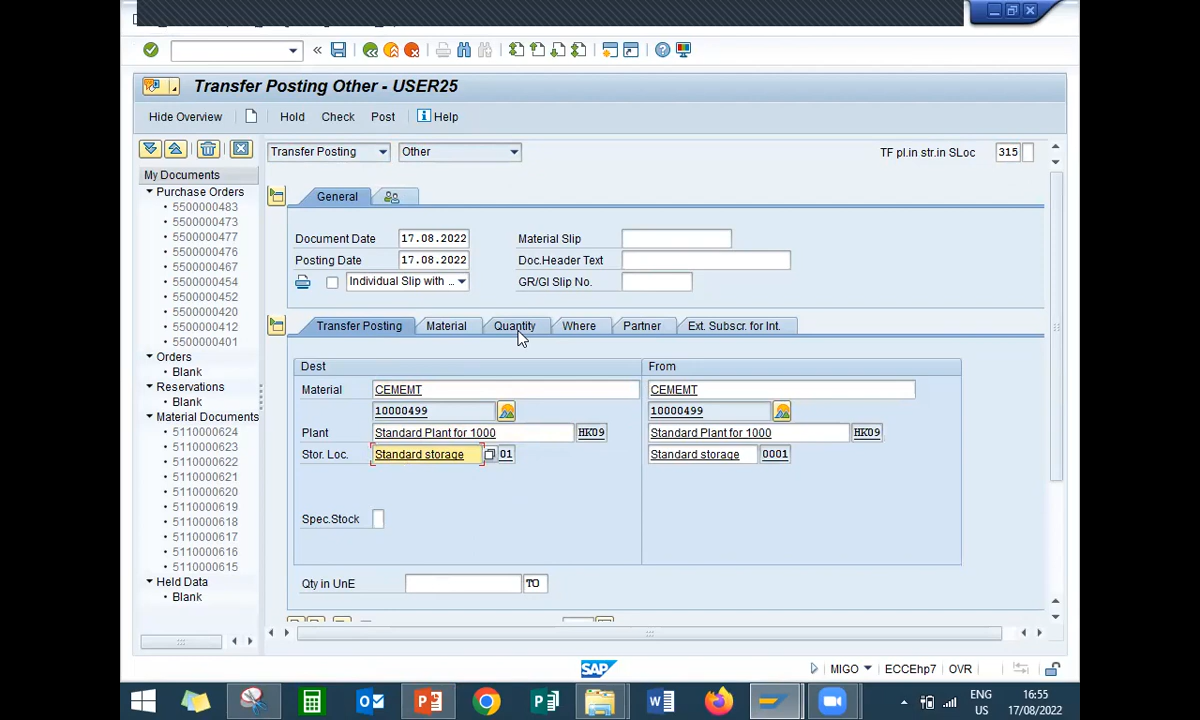 Transfer Posting Other - USER25
Hide Overview Hold Check Post Help
Transfer Posting Other TF pl.in str.in SLoc 315
My Documents
Purchase Orders
5500000483
5500000473
5500000477
5500000476
5500000467
5500000454
5500000452
5500000420
5500000412
5500000401
Orders
Blank
Reservations
Blank
Material Documents
5110000624
5110000623
5110000622
5110000621
5110000620
5110000619
5110000618
5110000617
5110000616
5110000615
Held Data
Blank
General
Document Date 17.08.2022 Material Slip
Posting Date 17.08.2022 Doc.Header Text
Individual Slip with ... GR/GI Slip No.
Transfer Posting Material Quantity Where Partner Ext. Subscr. for Int.
Dest From
Material CEMEMT CEMEMT
10000499 10000499
Plant Standard Plant for 1000 HK09 Standard Plant for 1000 HK09
Stor. Loc. Standard storage 01 Standard storage 0001
Spec.Stock
Qty in UnE TO
SAP MIGO ECCEhp7 OVR
ENG 16:55
US 17/08/2022